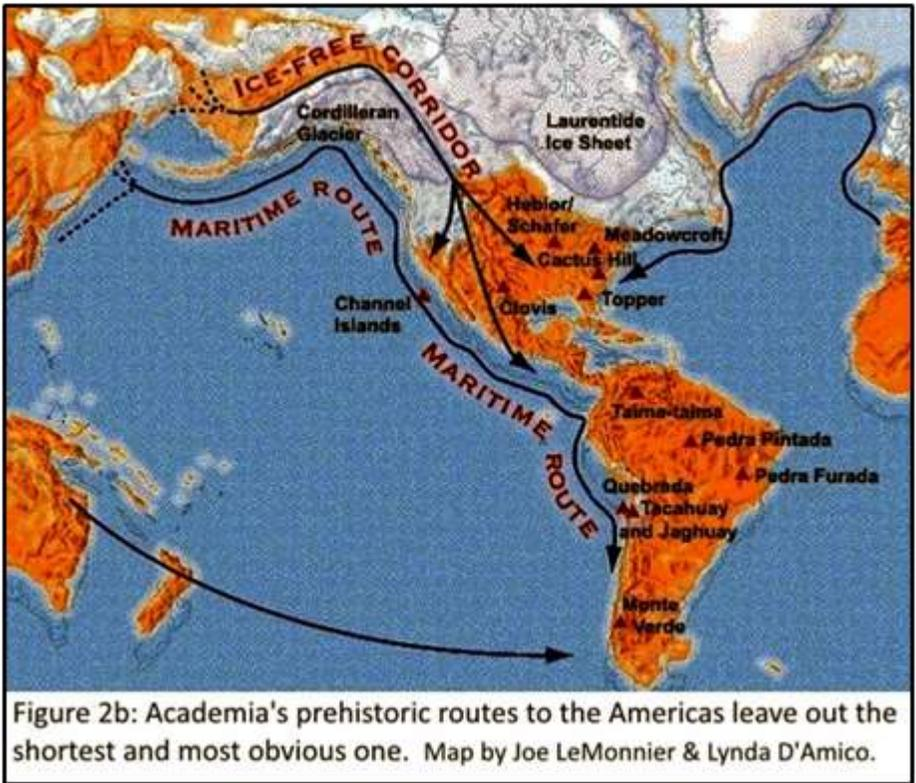 ICE-FREE CORRIDOR
Cordilleran
Glacier
Laurentide
Ice Sheet
MARITIME ROUTE
Hebior/
Schafer
Meadowcroft
Cactus Hill
Clovis
Topper
Channel
Islands
MARITIME ROUTE
Taima-taima
Pedra Pintada
Pedra Furada
Quebrada
Tacahuay
and Jaghuay
Monte
Verde
Figure 2b: Academia's prehistoric routes to the Americas leave out the
shortest and most obvious one. Map by Joe LeMonnier & Lynda D'Amico.